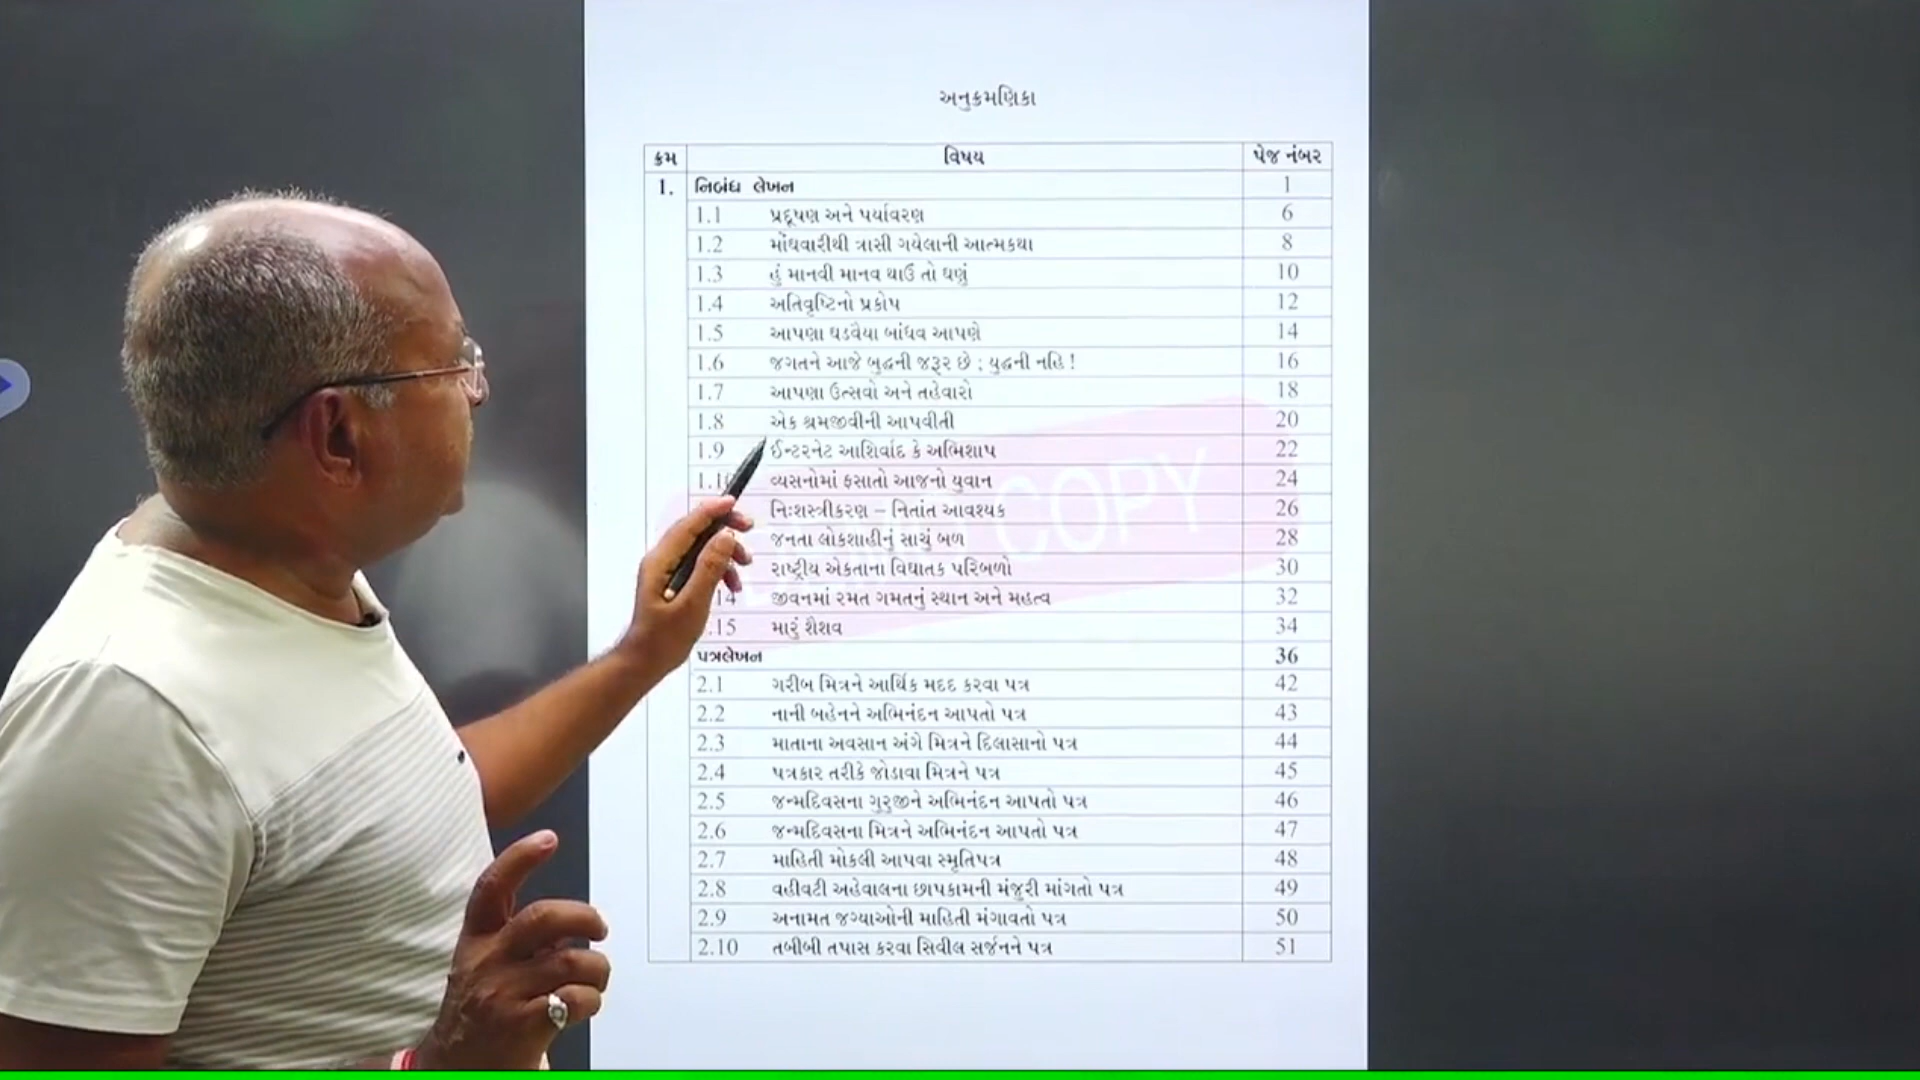 અનુક્રમણિકા
ક્રમ વિષય પેજ નંબર
1. નિબંધ લેખન 1
1.1 પ્રદૂષણ અને પર્યાવરણ 6
1.2 મોંઘવારીથી ત્રાસી ગયેલાની આત્મકથા 8
1.3 હું માનવી માનવ થાઉં તો ઘણું 10
1.4 અતિવૃષ્ટિનો પ્રકોપ 12
1.5 આપણા ઘડવૈયા બાંધવ આપણે 14
1.6 જગતને આજે બુદ્ધની જરૂર છે ; યુદ્ધની નહિ ! 16
1.7 આપણા ઉત્સવો અને તહેવારો 18
1.8 એક શ્રમજીવીની આપવીતી 20
1.9 ઈન્ટરનેટ આશિર્વાદ કે અભિશાપ 22
1.10 વ્યસનોમાં ફસાતો આજનો યુવાન 24
નિઃશસ્ત્રીકરણ – નિતાંત આવશ્યક 26
જનતા લોકશાહીનું સાચું બળ 28
રાષ્ટ્રીય એકતાના વિઘાતક પરિબળો 30
14 જીવનમાં રમત ગમતનું સ્થાન અને મહત્વ 32
.15 મારું શૈશવ 34
પત્રલેખન 36
2.1 ગરીબ મિત્રને આર્થિક મદદ કરવા પત્ર 42
2.2 નાની બહેનને અભિનંદન આપતો પત્ર 43
2.3 માતાના અવસાન અંગે મિત્રને દિલાસાનો પત્ર 44
2.4 પત્રકાર તરીકે જોડાવા મિત્રને પત્ર 45
2.5 જન્મદિવસના ગુરુજીને અભિનંદન આપતો પત્ર 46
2.6 જન્મદિવસના મિત્રને અભિનંદન આપતો પત્ર 47
2.7 માહિતી મોકલી આપવા સ્મૃતિપત્ર 48
2.8 વહીવટી અહેવાલના છાપકામની મંજુરી માંગતો પત્ર 49
2.9 અનામત જગ્યાઓની માહિતી મંગાવતો પત્ર 50
2.10 તબીબી તપાસ કરવા સિવીલ સર્જનને પત્ર 51
COPY